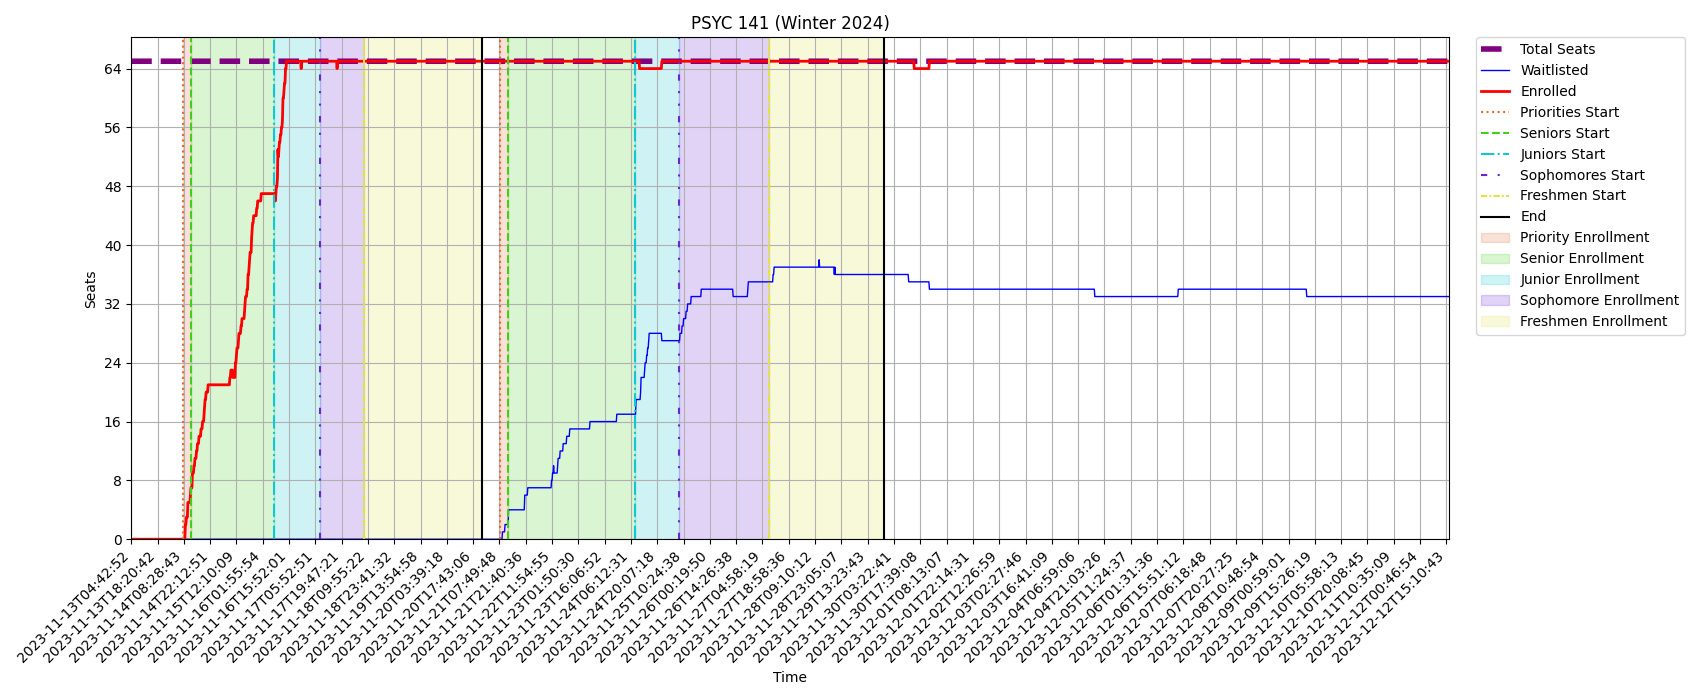 PSYC 141 (Winter 2024)
Total Seats
Waitlisted
Enrolled
Priorities Start
Seniors Start
Juniors Start
Sophomores Start
Freshmen Start
End
Priority Enrollment
Senior Enrollment
Junior Enrollment
Sophomore Enrollment
Freshmen Enrollment
Seats
64
56
48
40
32
24
16
8
0
2023-11-13T04:42:52
2023-11-13T18:20:42
2023-11-14T08:28:43
2023-11-14T22:12:51
2023-11-15T12:10:09
2023-11-16T01:55:54
2023-11-16T15:52:01
2023-11-17T05:52:51
2023-11-17T19:47:21
2023-11-18T09:55:22
2023-11-18T23:41:32
2023-11-19T13:54:58
2023-11-20T03:39:18
2023-11-20T17:43:06
2023-11-21T07:49:48
2023-11-21T21:40:36
2023-11-22T11:54:55
2023-11-23T01:50:30
2023-11-23T16:06:52
2023-11-24T06:12:31
2023-11-24T20:07:18
2023-11-25T10:24:38
2023-11-26T00:19:50
2023-11-26T14:26:38
2023-11-27T04:58:19
2023-11-27T18:58:36
2023-11-28T09:10:12
2023-11-28T23:05:07
2023-11-29T13:23:43
2023-11-30T03:22:41
2023-11-30T17:39:08
2023-12-01T08:13:07
2023-12-01T22:14:31
2023-12-02T12:26:59
2023-12-03T02:27:46
2023-12-03T16:41:09
2023-12-04T06:59:06
2023-12-04T21:03:26
2023-12-05T11:24:37
2023-12-06T01:31:36
2023-12-06T15:51:12
2023-12-07T06:18:48
2023-12-07T20:27:25
2023-12-08T10:48:54
2023-12-09T00:59:01
2023-12-09T15:26:19
2023-12-10T05:58:13
2023-12-10T20:08:45
2023-12-11T10:35:09
2023-12-12T00:46:54
2023-12-12T15:10:43
Time